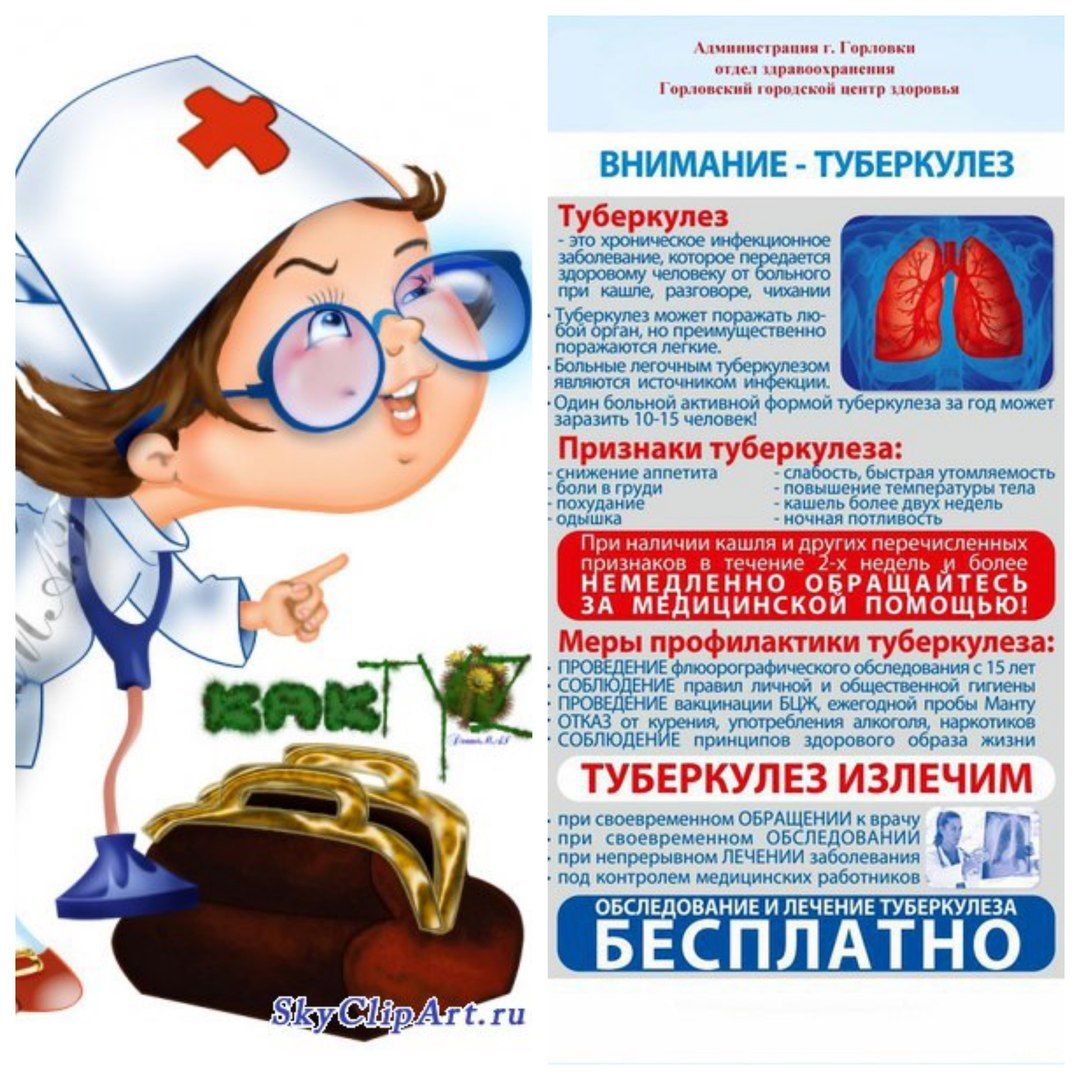 КАКТУZ
SkyClipArt.ru
Администрация г. Горловки
отдел здравоохранения
Горловский городской центр здоровья
ВНИМАНИЕ - ТУБЕРКУЛЕЗ
Туберкулез
- это хроническое инфекционное
заболевание, которое передается
здоровому человеку от больного
при кашле, разговоре, чихании
· Туберкулез может поражать лю-
бой орган, но преимущественно
поражаются легкие.
· Больные легочным туберкулезом
являются источником инфекции.
· Один больной активной формой туберкулеза за год может
заразить 10-15 человек!
Признаки туберкулеза:
- снижение аппетита
- боли в груди
- похудание
- одышка
- слабость, быстрая утомляемость
- повышение температуры тела
- кашель более двух недель
- ночная потливость
При наличии кашля и других перечисленных
признаков в течение 2-х недель и более
НЕМЕДЛЕННО ОБРАЩАЙТЕСЬ
ЗА МЕДИЦИНСКОЙ ПОМОЩЬЮ!
Меры профилактики туберкулеза:
· ПРОВЕДЕНИЕ флюорографического обследования с 15 лет
· СОБЛЮДЕНИЕ правил личной и общественной гигиены
· ПРОВЕДЕНИЕ вакцинации БЦЖ, ежегодной пробы Манту
· ОТКАЗ от курения, употребления алкоголя, наркотиков
· СОБЛЮДЕНИЕ принципов здорового образа жизни
ТУБЕРКУЛЕЗ ИЗЛЕЧИМ
· при своевременном ОБРАЩЕНИИ к врачу
· при своевременном ОБСЛЕДОВАНИИ
· при непрерывном ЛЕЧЕНИИ заболевания
· под контролем медицинских работников
ОБСЛЕДОВАНИЕ И ЛЕЧЕНИЕ ТУБЕРКУЛЕЗА
БЕСПЛАТНО